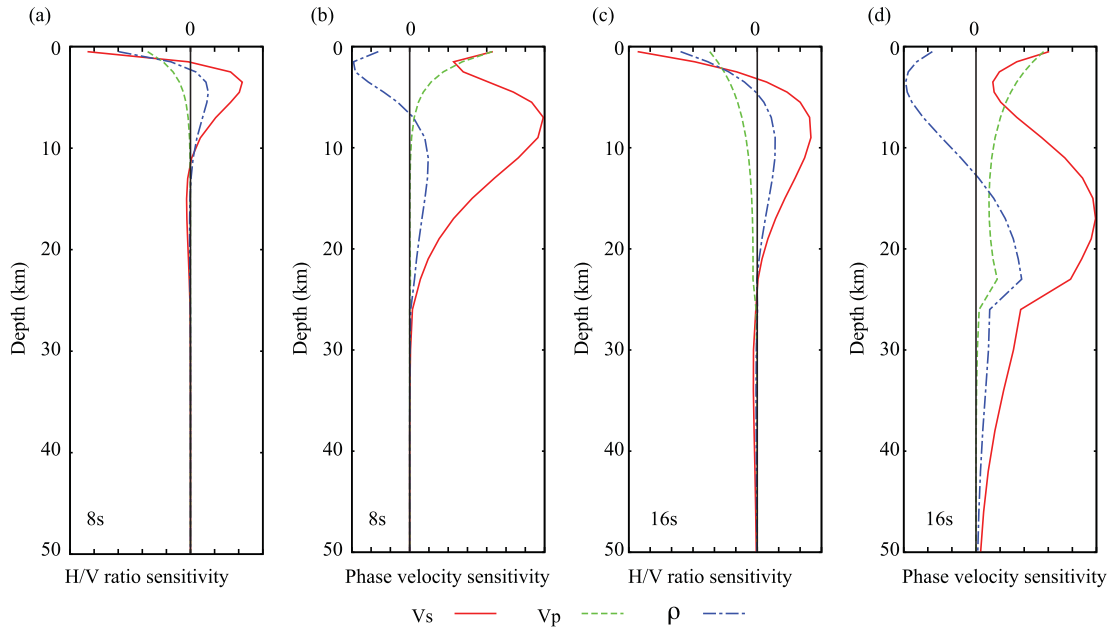 (a) (b) (c) (d)
0 0 0 0
0 0 0 0
10 10 10 10
20 20 20 20
Depth (km) Depth (km) Depth (km) Depth (km)
30 30 30 30
40 40 40 40
8s 8s 16s 16s
50 50 50 50
H/V ratio sensitivity Phase velocity sensitivity H/V ratio sensitivity Phase velocity sensitivity
Vs Vp ρ